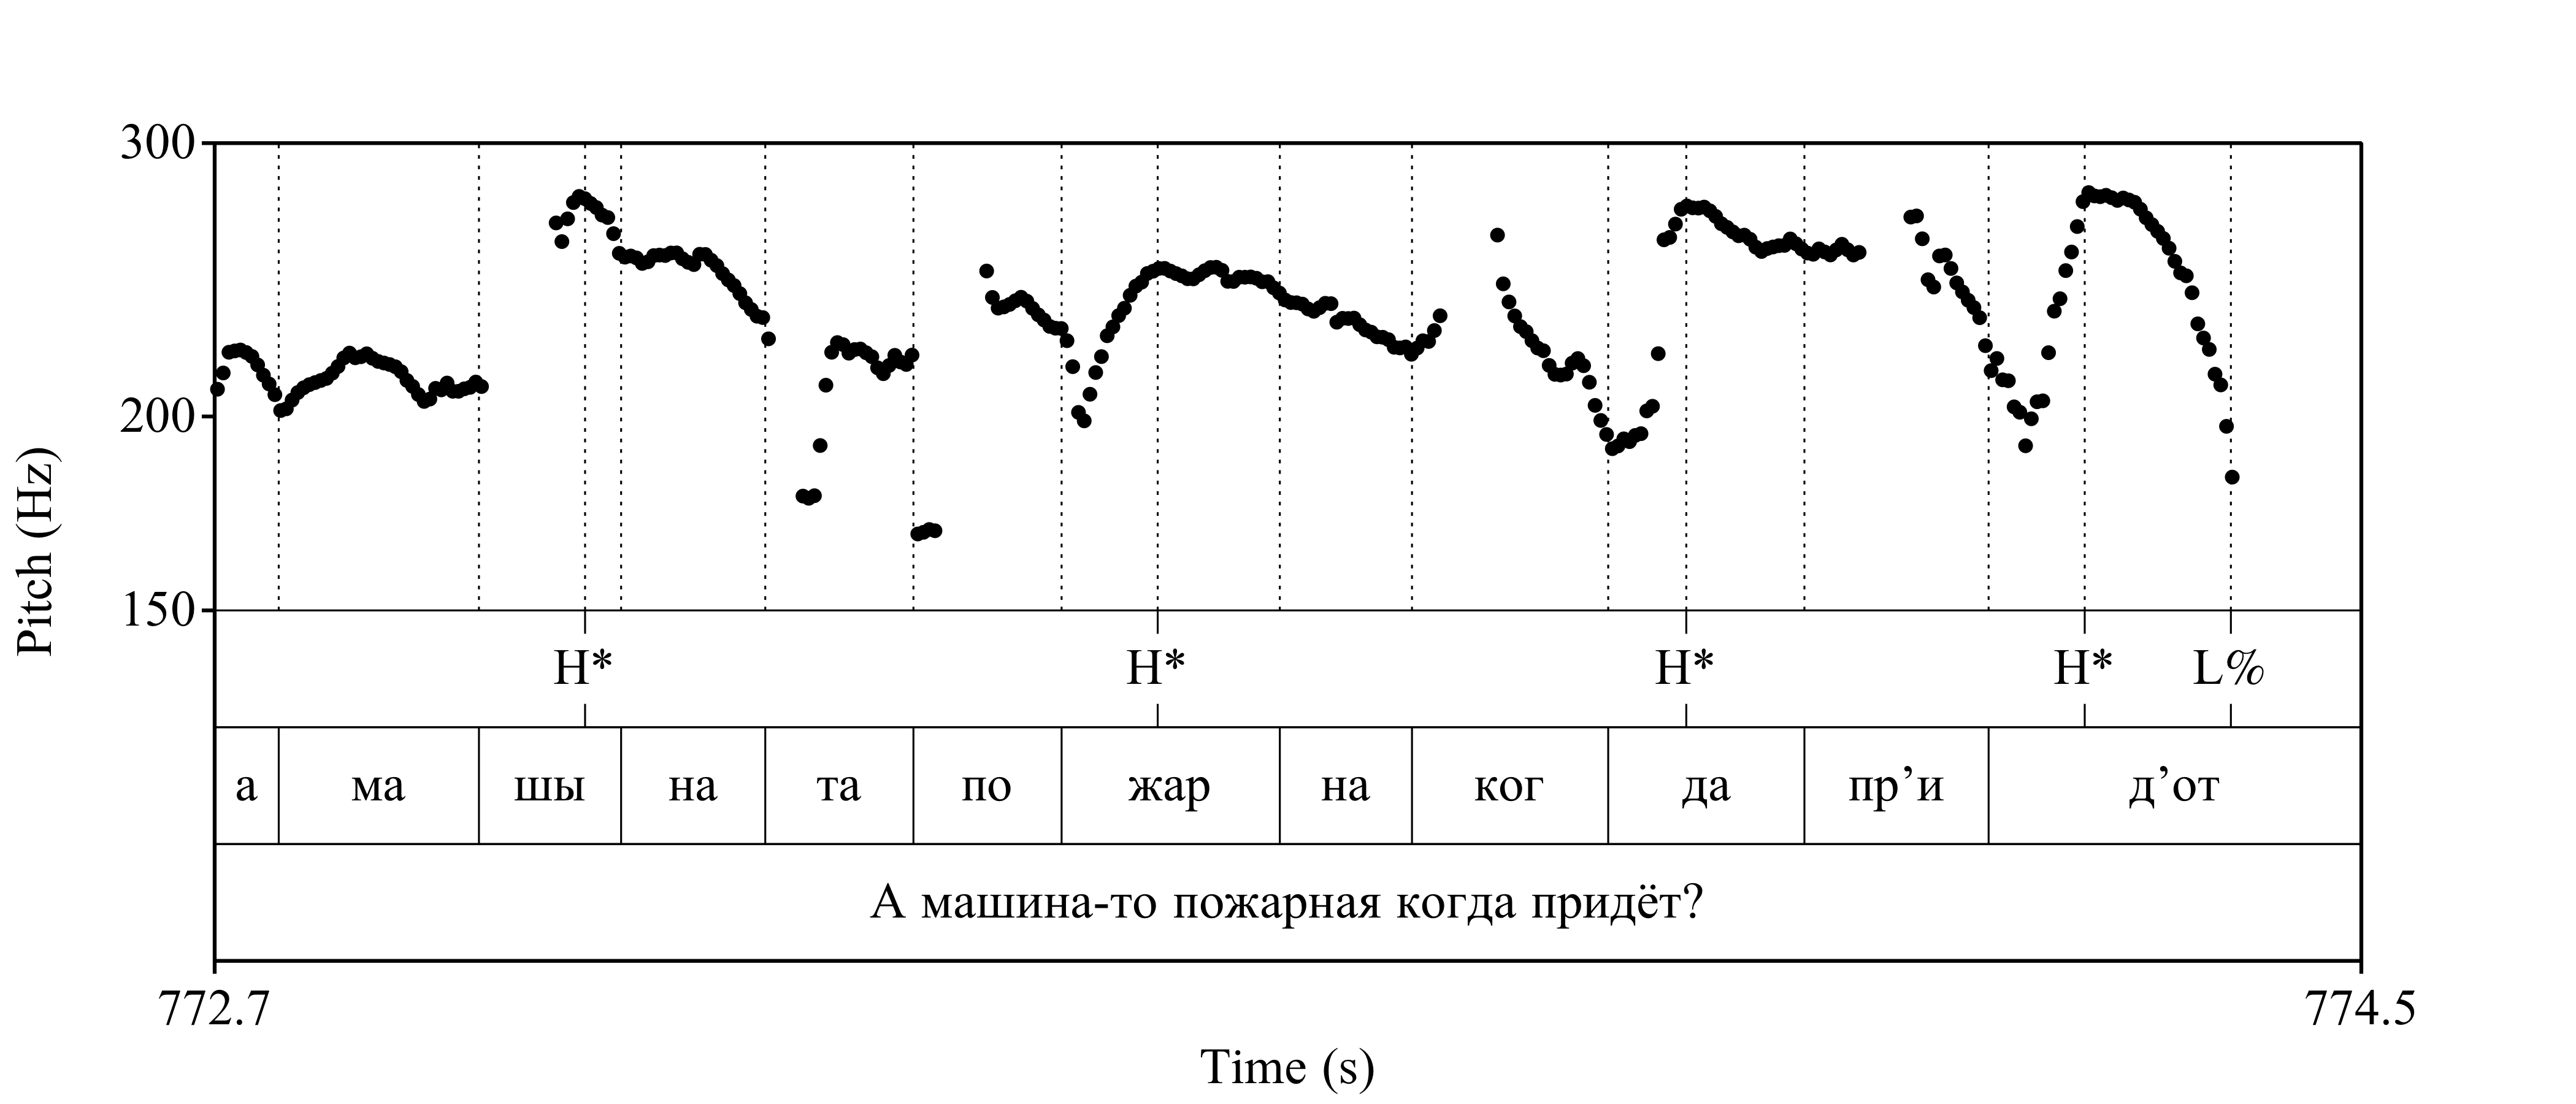 300
200
150
Pitch (Hz)
H* H* H* H* L%
а ма шы на та по жар на ког да пр’и д’от
А машина-то пожарная когда придёт?
772.7 774.5
Time (s)